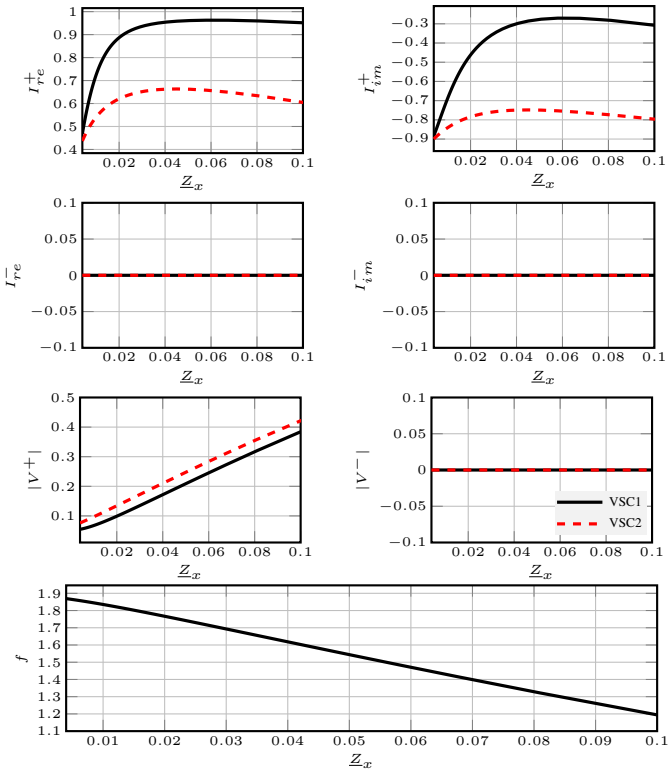 I⁺re
1
0.9
0.8
0.7
0.6
0.5
0.4
0.02 0.04 0.06 0.08 0.1
Z̲x
I⁺im
−0.3
−0.4
−0.5
−0.6
−0.7
−0.8
−0.9
0.02 0.04 0.06 0.08 0.1
Z̲x
I⁻re
0.1
0.05
0
−0.05
−0.1
0.02 0.04 0.06 0.08 0.1
Z̲x
I⁻im
0.1
0.05
0
−0.05
−0.1
0.02 0.04 0.06 0.08 0.1
Z̲x
|V⁺|
0.5
0.4
0.3
0.2
0.1
0.02 0.04 0.06 0.08 0.1
Z̲x
|V⁻|
0.1
0.05
0
−0.05
−0.1
VSC1
VSC2
0.02 0.04 0.06 0.08 0.1
Z̲x
f
1.9
1.8
1.7
1.6
1.5
1.4
1.3
1.2
1.1
0.01 0.02 0.03 0.04 0.05 0.06 0.07 0.08 0.09 0.1
Z̲x